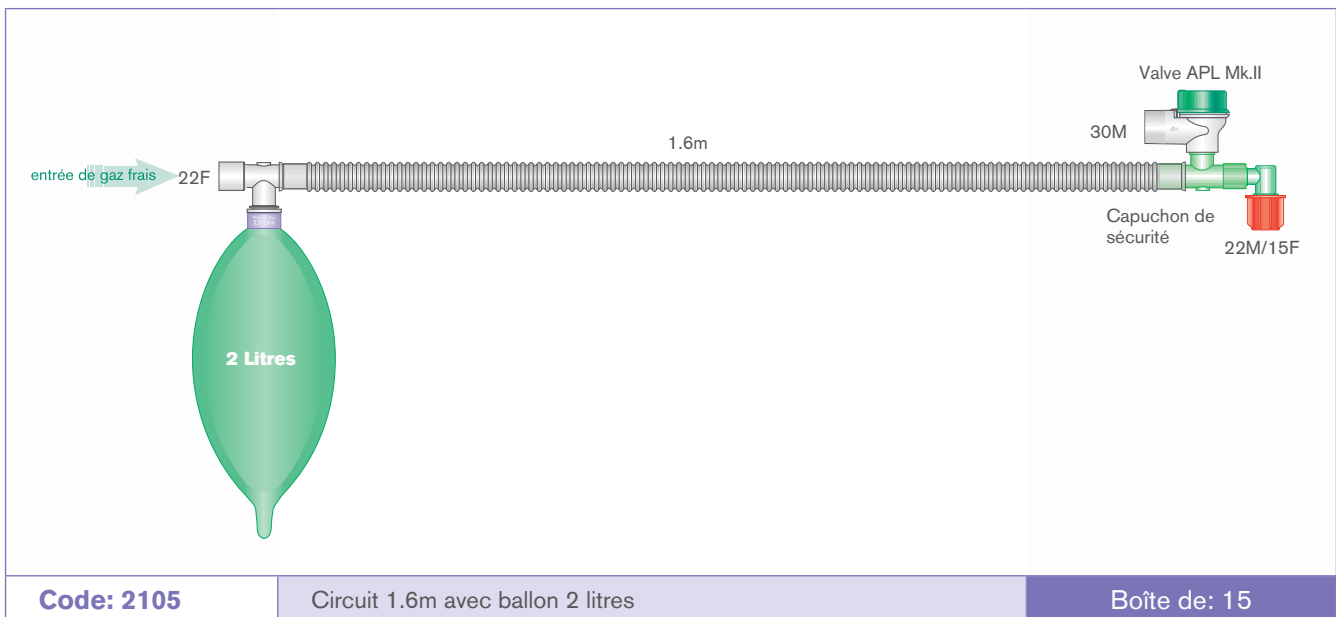 Valve APL Mk.II
30M
1.6m
entrée de gaz frais
22F
Capuchon de
sécurité
22M/15F
2 Litres
Code: 2105
Circuit 1.6m avec ballon 2 litres
Boîte de: 15